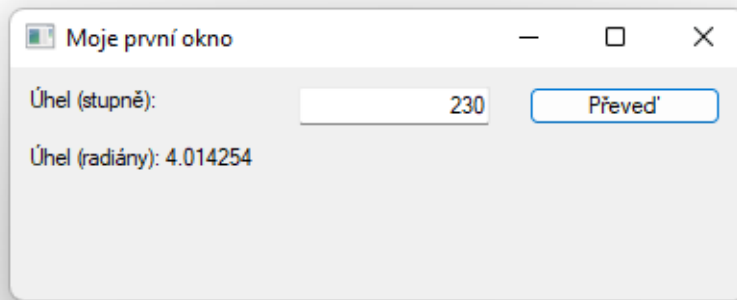 Moje první okno
Úhel (stupně): 230 Převeď
Úhel (radiány): 4.014254